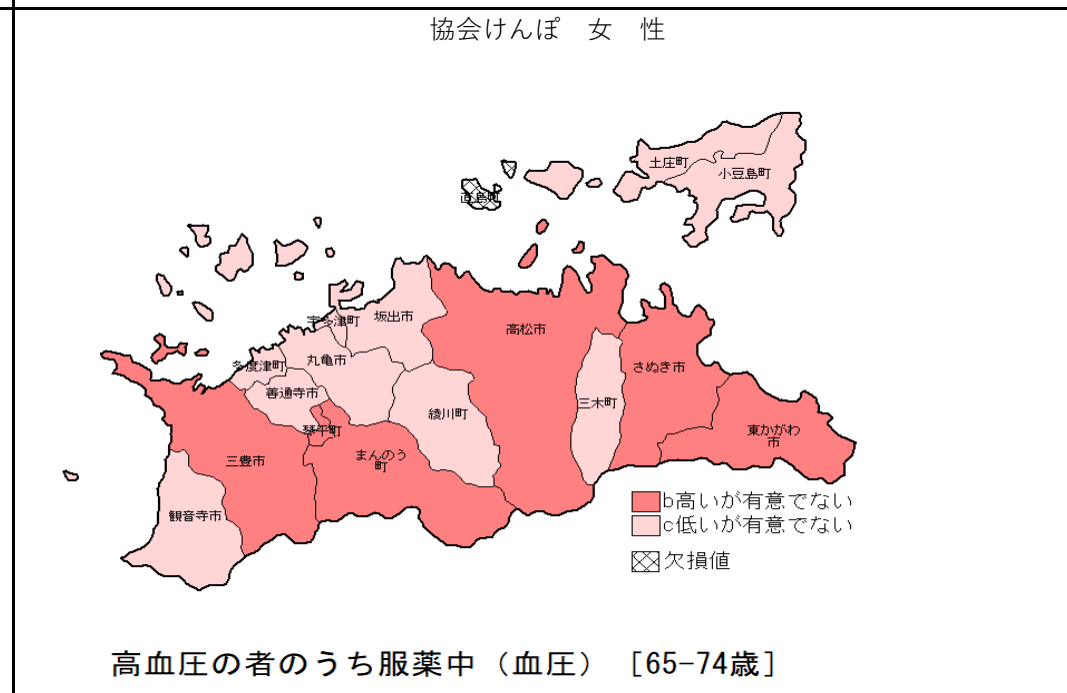 協会けんぽ 女 性
土庄町
小豆島町
直島町
宇多津町
坂出市
高松市
多度津町
丸亀市
さぬき市
善通寺市
三木町
綾川町
琴平町
東かがわ
市
三豊市
まんのう
町
観音寺市
b高いが有意でない
c低いが有意でない
欠損値
高血圧の者のうち服薬中（血圧）［65-74歳］